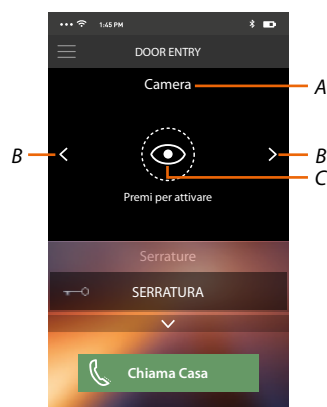 1:45 PM
DOOR ENTRY
Camera
A
B
B
C
Premi per attivare
Serrature
SERRATURA
Chiama Casa